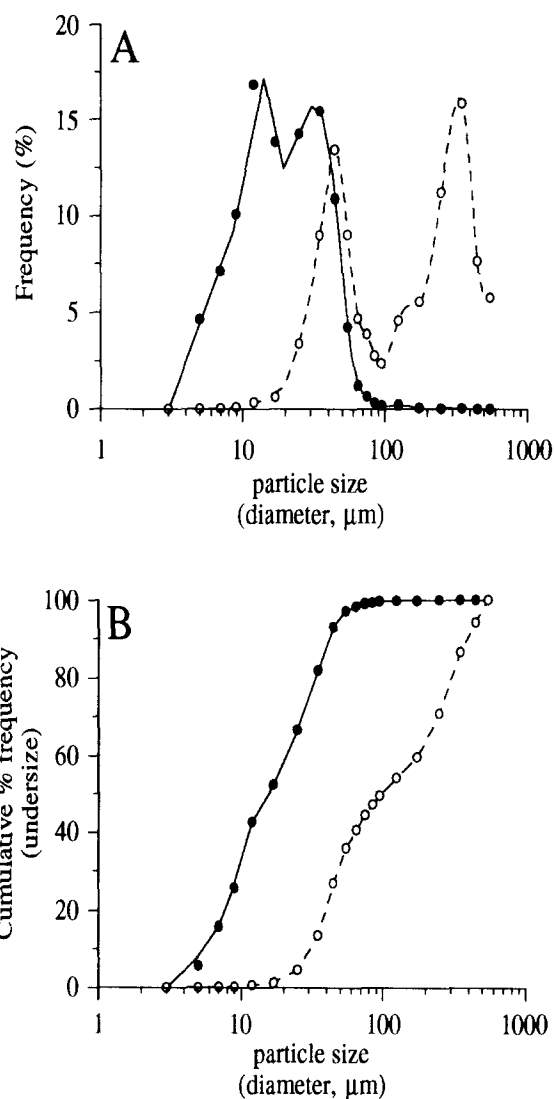 A
20
15
10
5
0
Frequency (%)
1 10 100 1000
particle size
(diameter, μm)
B
100
80
60
40
20
0
Cumulative % frequency
(undersize)
1 10 100 1000
particle size
(diameter, μm)